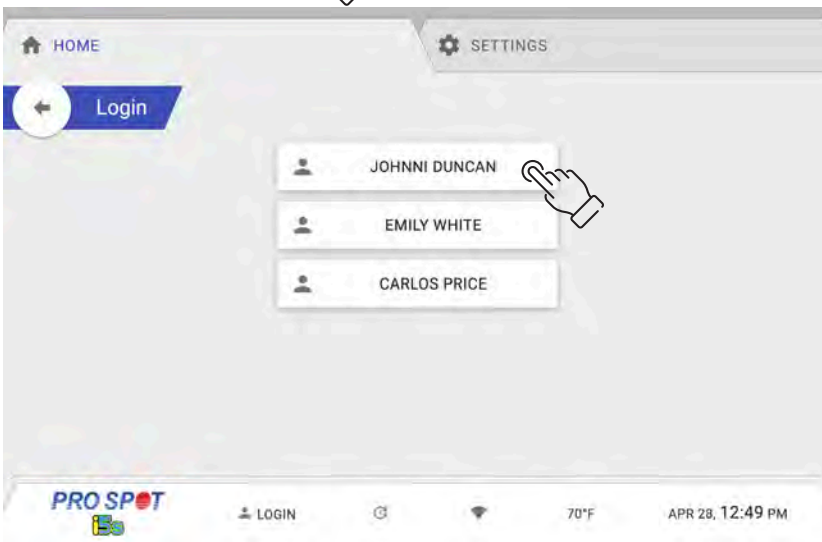 HOME
SETTINGS
Login
JOHNNI DUNCAN
EMILY WHITE
CARLOS PRICE
PRO SPOT
i5s
LOGIN
70°F
APR 28, 12:49 PM